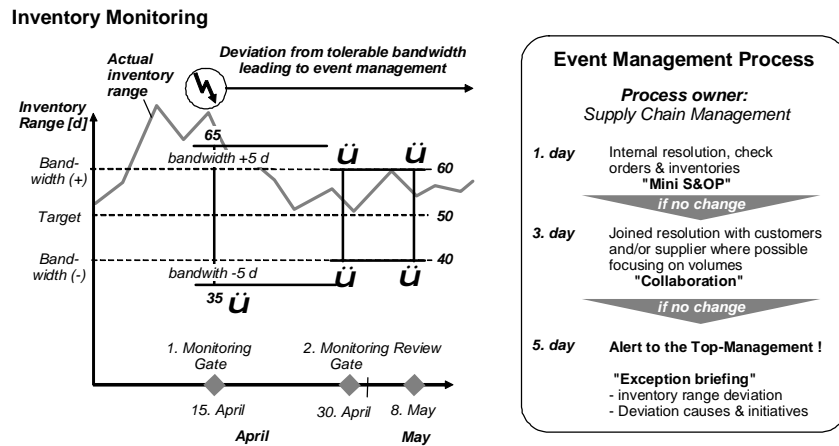 Inventory Monitoring
Actual
inventory
range
Deviation from tolerable bandwidth
leading to event management
Inventory
Range [d]
65
Band-
width (+)
bandwidth +5 d
ü
ü
60
Target
50
Band-
width (-)
40
bandwith -5 d
ü
ü
35
ü
1. Monitoring
Gate
2. Monitoring Review
Gate
15. April
30. April
8. May
April
May
Event Management Process
Process owner:
Supply Chain Management
1. day
Internal resolution, check
orders & inventories
"Mini S&OP"
if no change
3. day
Joined resolution with customers
and/or supplier where possible
focusing on volumes
"Collaboration"
if no change
5. day
Alert to the Top-Management !
"Exception briefing"
- inventory range deviation
- Deviation causes & initiatives